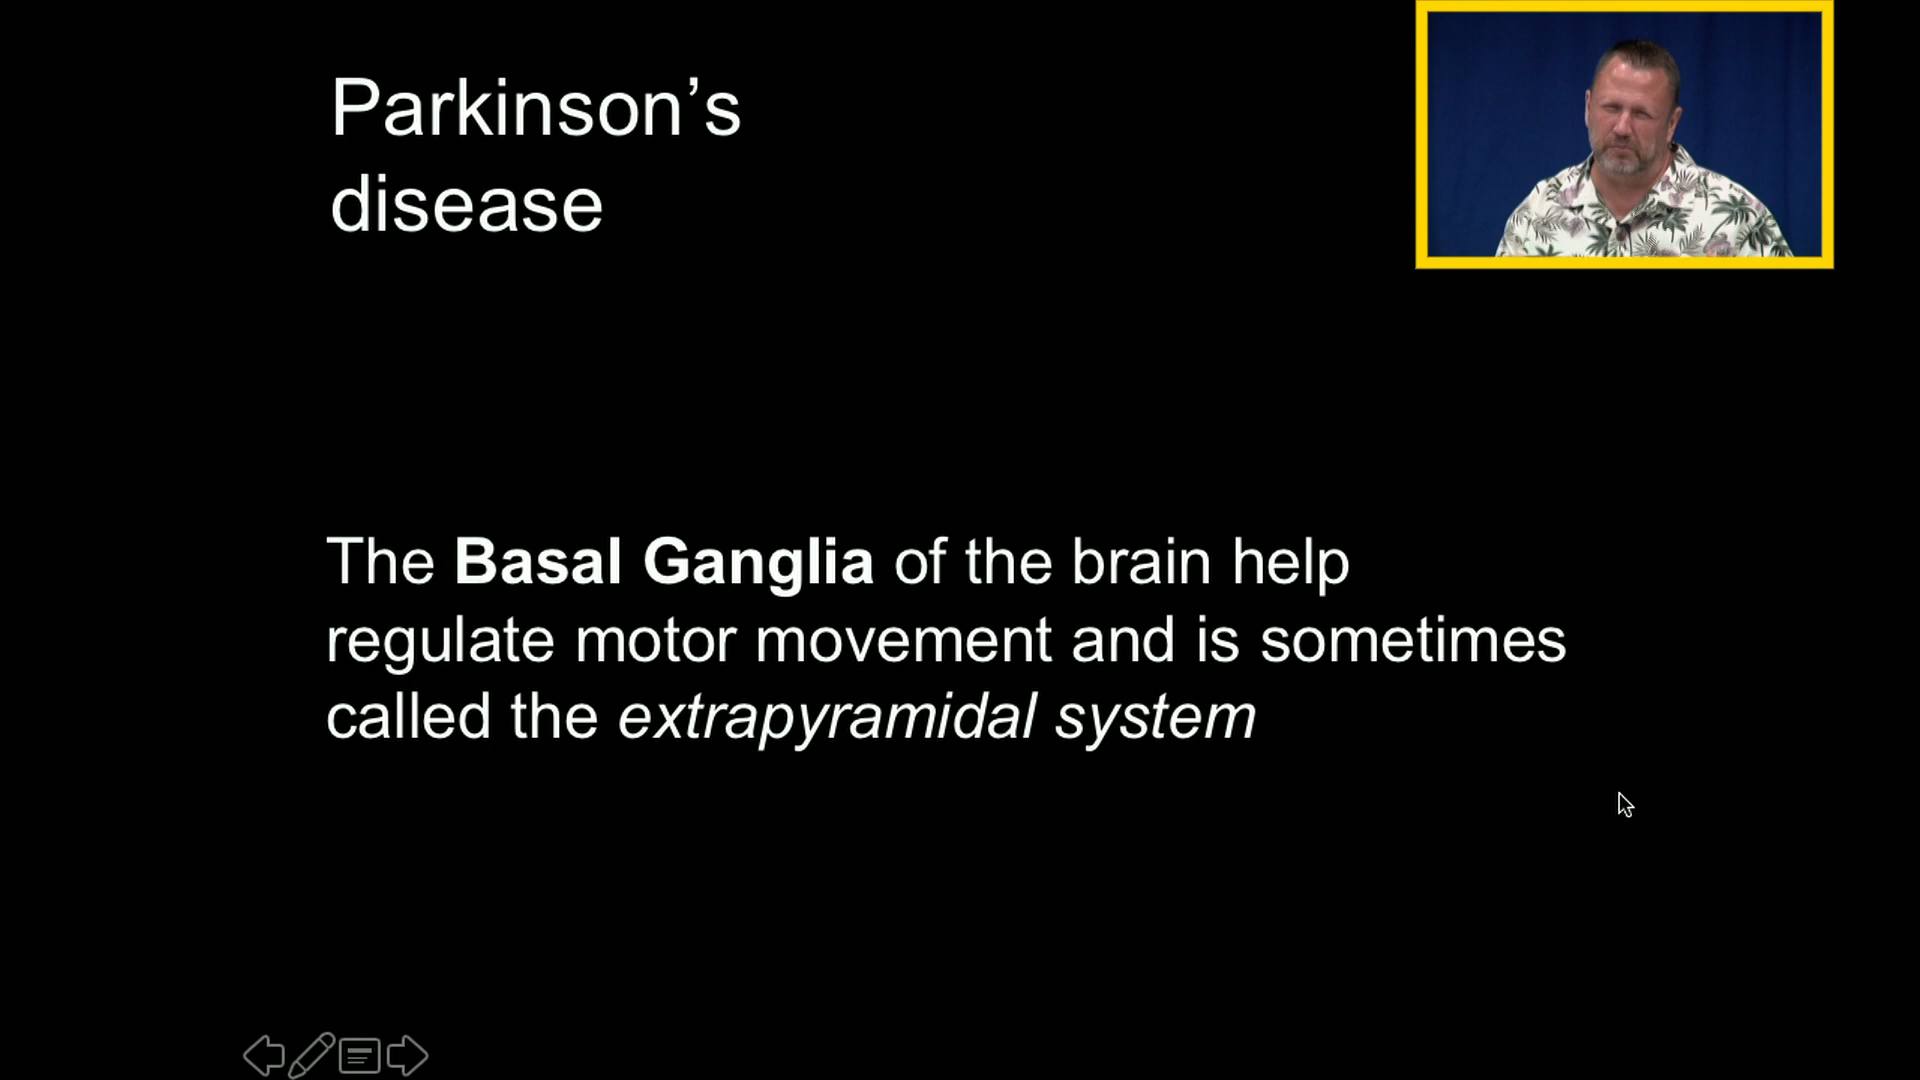 Parkinson’s
disease
The Basal Ganglia of the brain help
regulate motor movement and is sometimes
called the extrapyramidal system